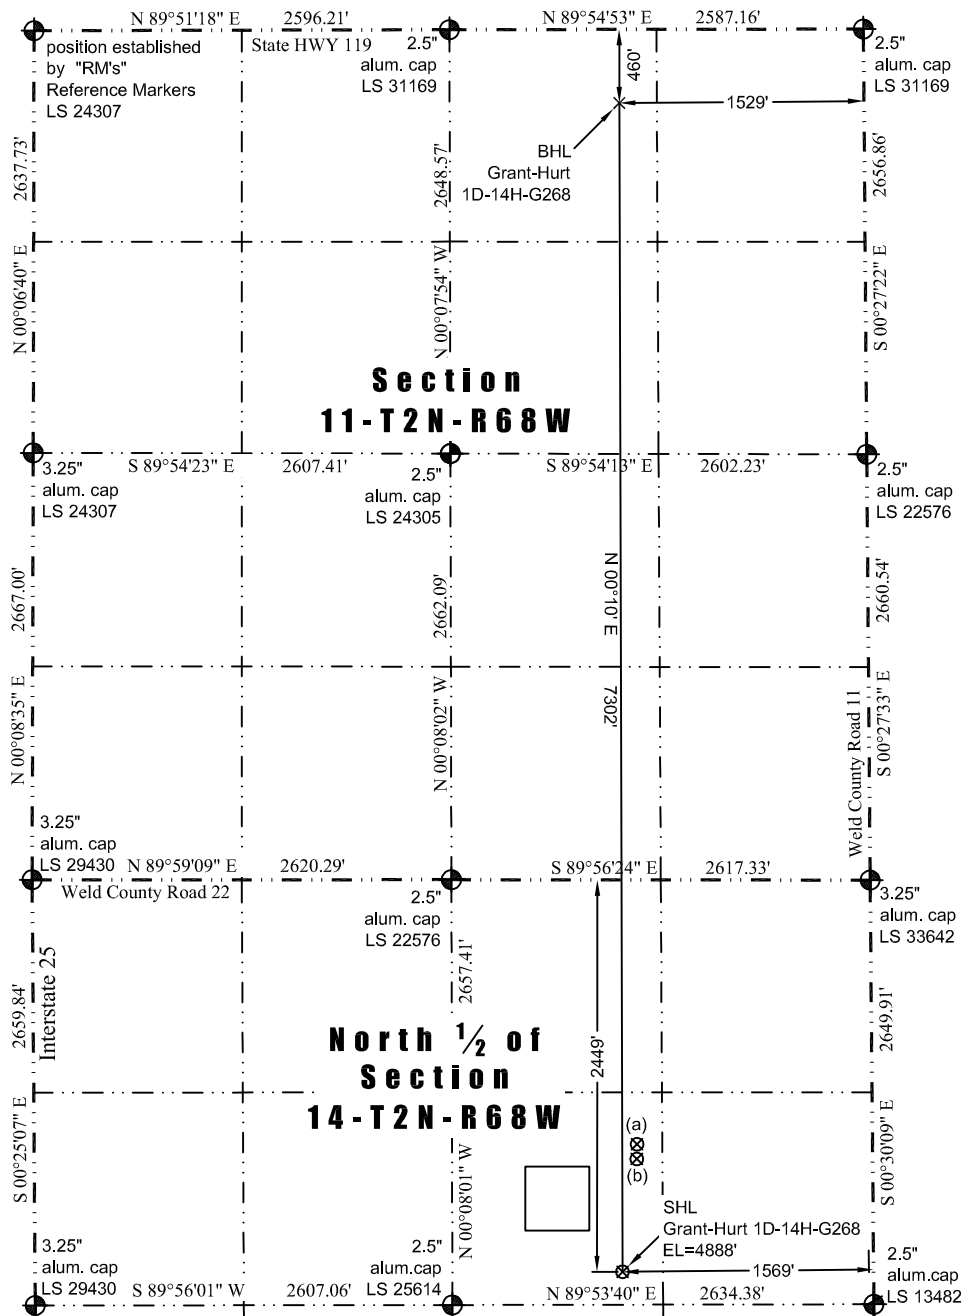 N 89°51'18" E
2596.21'
N 89°54'53" E
2587.16'
position established
by "RM's"
Reference Markers
LS 24307
State HWY 119
2.5"
alum. cap
LS 31169
460'
1529'
2.5"
alum. cap
LS 31169
BHL
Grant-Hurt
1D-14H-G268
2637.73'
2648.57'
2656.86'
N 00°06'40" E
N 00°07'54" W
S 00°27'22" E
Section
11-T2N-R68W
3.25"
alum. cap
LS 24307
S 89°54'23" E
2607.41'
2.5"
alum. cap
LS 24305
S 89°54'13" E
2602.23'
2.5"
alum. cap
LS 22576
2667.00'
2662.09'
N 00°10' E
2660.54'
N 00°08'35" E
N 00°08'02" W
7302'
Weld County Road 11
S 00°27'33" E
3.25"
alum. cap
LS 29430
N 89°59'09" E
2620.29'
S 89°56'24" E
2617.33'
Weld County Road 22
2.5"
alum. cap
LS 22576
3.25"
alum. cap
LS 33642
2659.84'
Interstate 25
2657.41'
2449'
2649.91'
North ½ of
Section
14-T2N-R68W
(a)
(b)
S 00°25'07" E
N 00°08'01" W
S 00°30'09" E
SHL
Grant-Hurt 1D-14H-G268
EL=4888'
1569'
3.25"
alum. cap
LS 29430
S 89°56'01" W
2607.06'
2.5"
alum.cap
LS 25614
N 89°53'40" E
2634.38'
2.5"
alum.cap
LS 13482